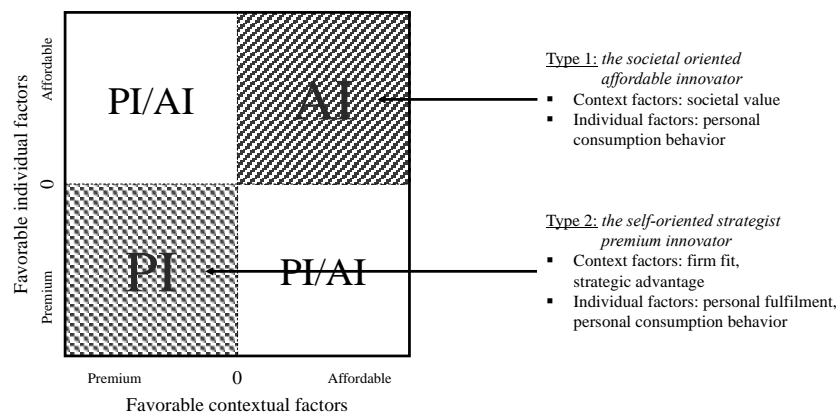 Favorable individual factors
Affordable
0
Premium
PI/AI
AI
PI
PI/AI
Premium
0
Affordable
Favorable contextual factors
Type 1: the societal oriented
affordable innovator
▪ Context factors: societal value
▪ Individual factors: personal
consumption behavior
Type 2: the self-oriented strategist
premium innovator
▪ Context factors: firm fit,
strategic advantage
▪ Individual factors: personal fulfilment,
personal consumption behavior